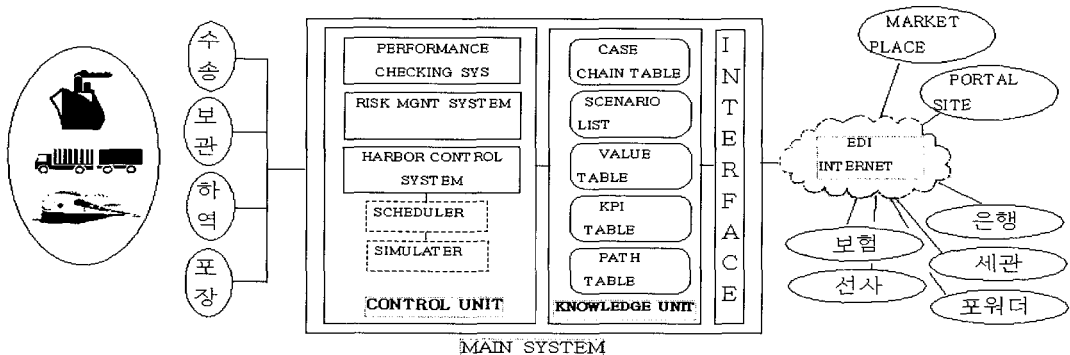 수송
보관
하역
포장
PERFORMANCE
CHECKING SYS
RISK MGNT SYSTEM
HARBOR CONTROL
SYSTEM
SCHEDULER
SIMULATER
CONTROL UNIT
CASE
CHAIN TABLE
SCENARIO
LIST
VALUE
TABLE
KPI
TABLE
PATH
TABLE
KNOWLEDGE UNIT
INTERFACE
MAIN SYSTEM
MARKET
PLACE
PORTAL
SITE
EDI
INTERNET
은행
보험
세관
선사
포워더